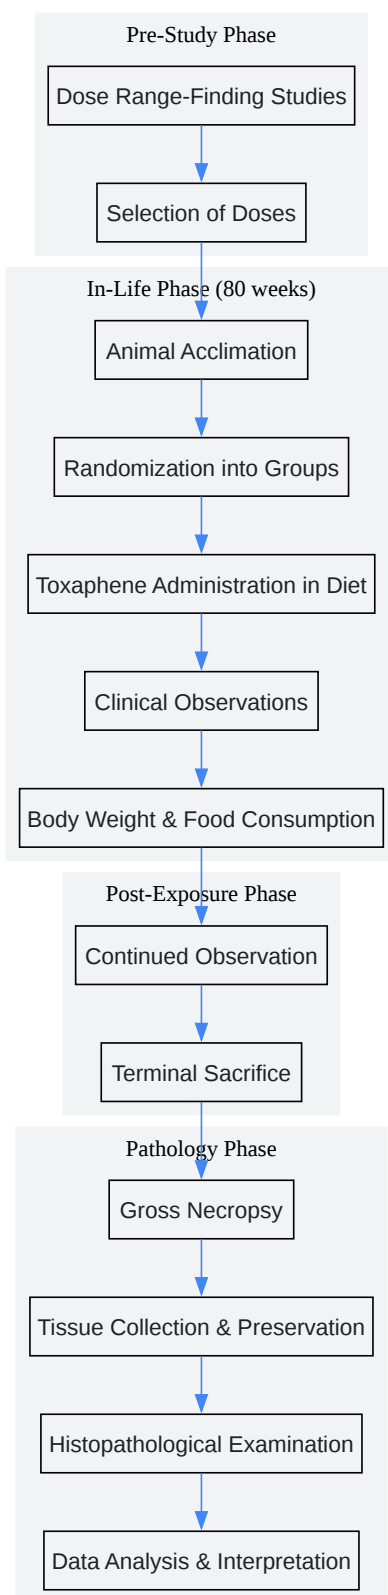 Pre-Study Phase
Dose Range-Finding Studies
Selection of Doses
In-Life Phase (80 weeks)
Animal Acclimation
Randomization into Groups
Toxaphene Administration in Diet
Clinical Observations
Body Weight & Food Consumption
Post-Exposure Phase
Continued Observation
Terminal Sacrifice
Pathology Phase
Gross Necropsy
Tissue Collection & Preservation
Histopathological Examination
Data Analysis & Interpretation